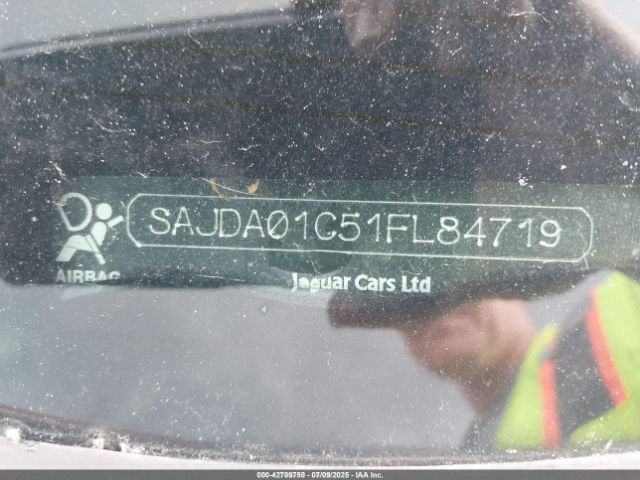 SAJDA01C51FL84719
AIRBAG
Jaguar Cars Ltd
000-42709750 - 07/09/2025 - IAA Inc.